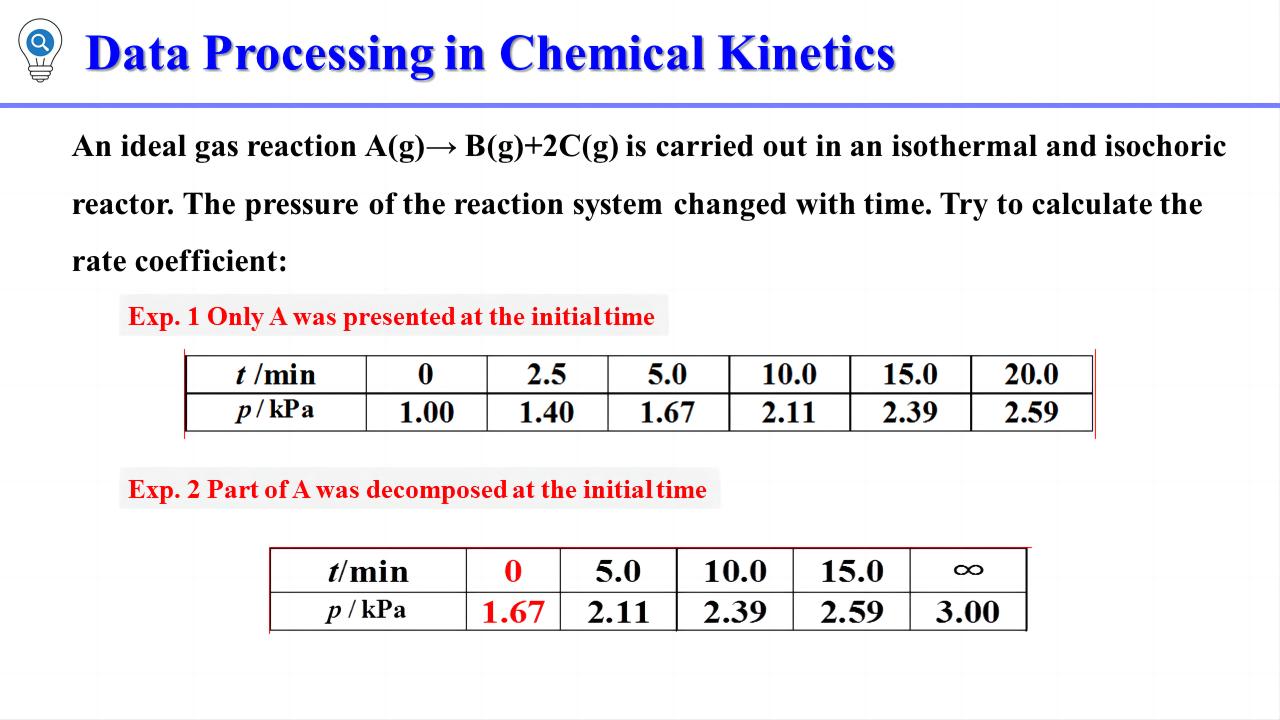 Data Processing in Chemical Kinetics
An ideal gas reaction A(g)→ B(g)+2C(g) is carried out in an isothermal and isochoric
reactor. The pressure of the reaction system changed with time. Try to calculate the
rate coefficient:
Exp. 1 Only A was presented at the initial time
t /min 0 2.5 5.0 10.0 15.0 20.0
p / kPa 1.00 1.40 1.67 2.11 2.39 2.59
Exp. 2 Part of A was decomposed at the initial time
t/min 0 5.0 10.0 15.0 ∞
p / kPa 1.67 2.11 2.39 2.59 3.00